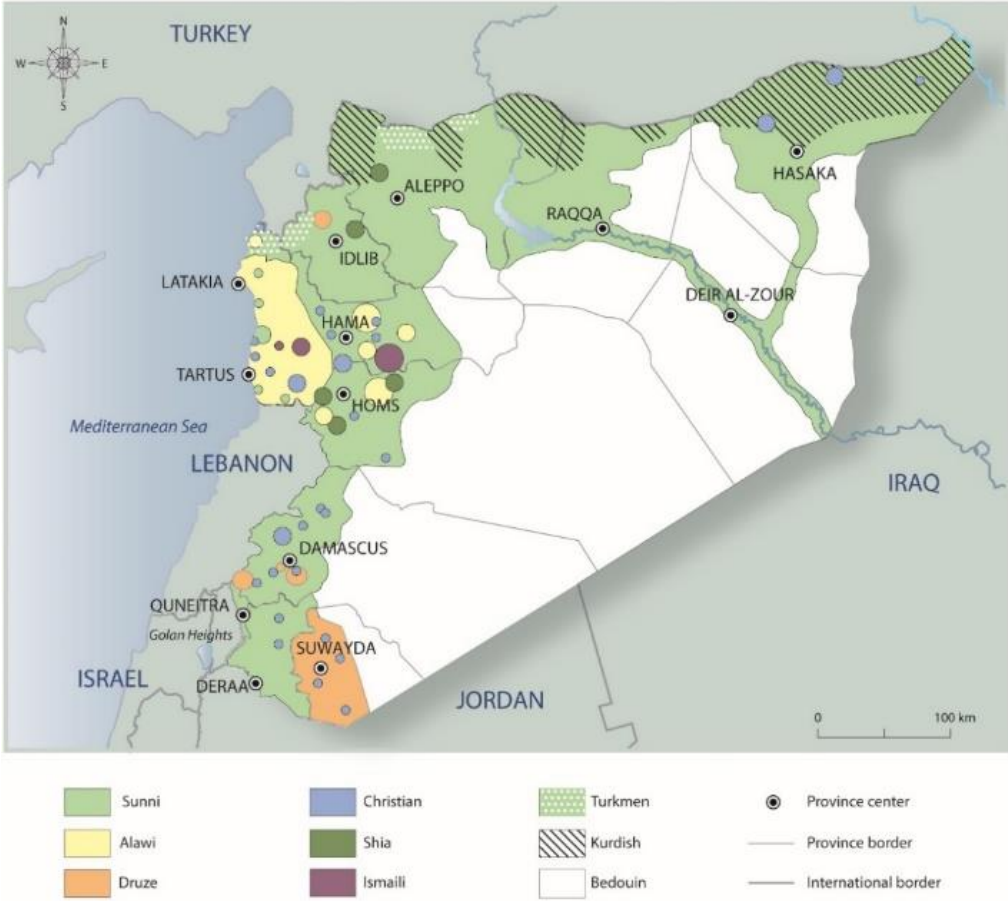 TURKEY
N
W
E
S
ALEPPO
HASAKA
RAQQA
IDLIB
LATAKIA
DEIR AL-ZOUR
HAMA
TARTUS
HOMS
Mediterranean Sea
LEBANON
IRAQ
DAMASCUS
QUNEITRA
Golan Heights
SUWAYDA
ISRAEL
DERAA
JORDAN
0
100 km
Sunni
Christian
Turkmen
Province center
Alawi
Shia
Kurdish
Province border
Druze
Ismaili
Bedouin
International border